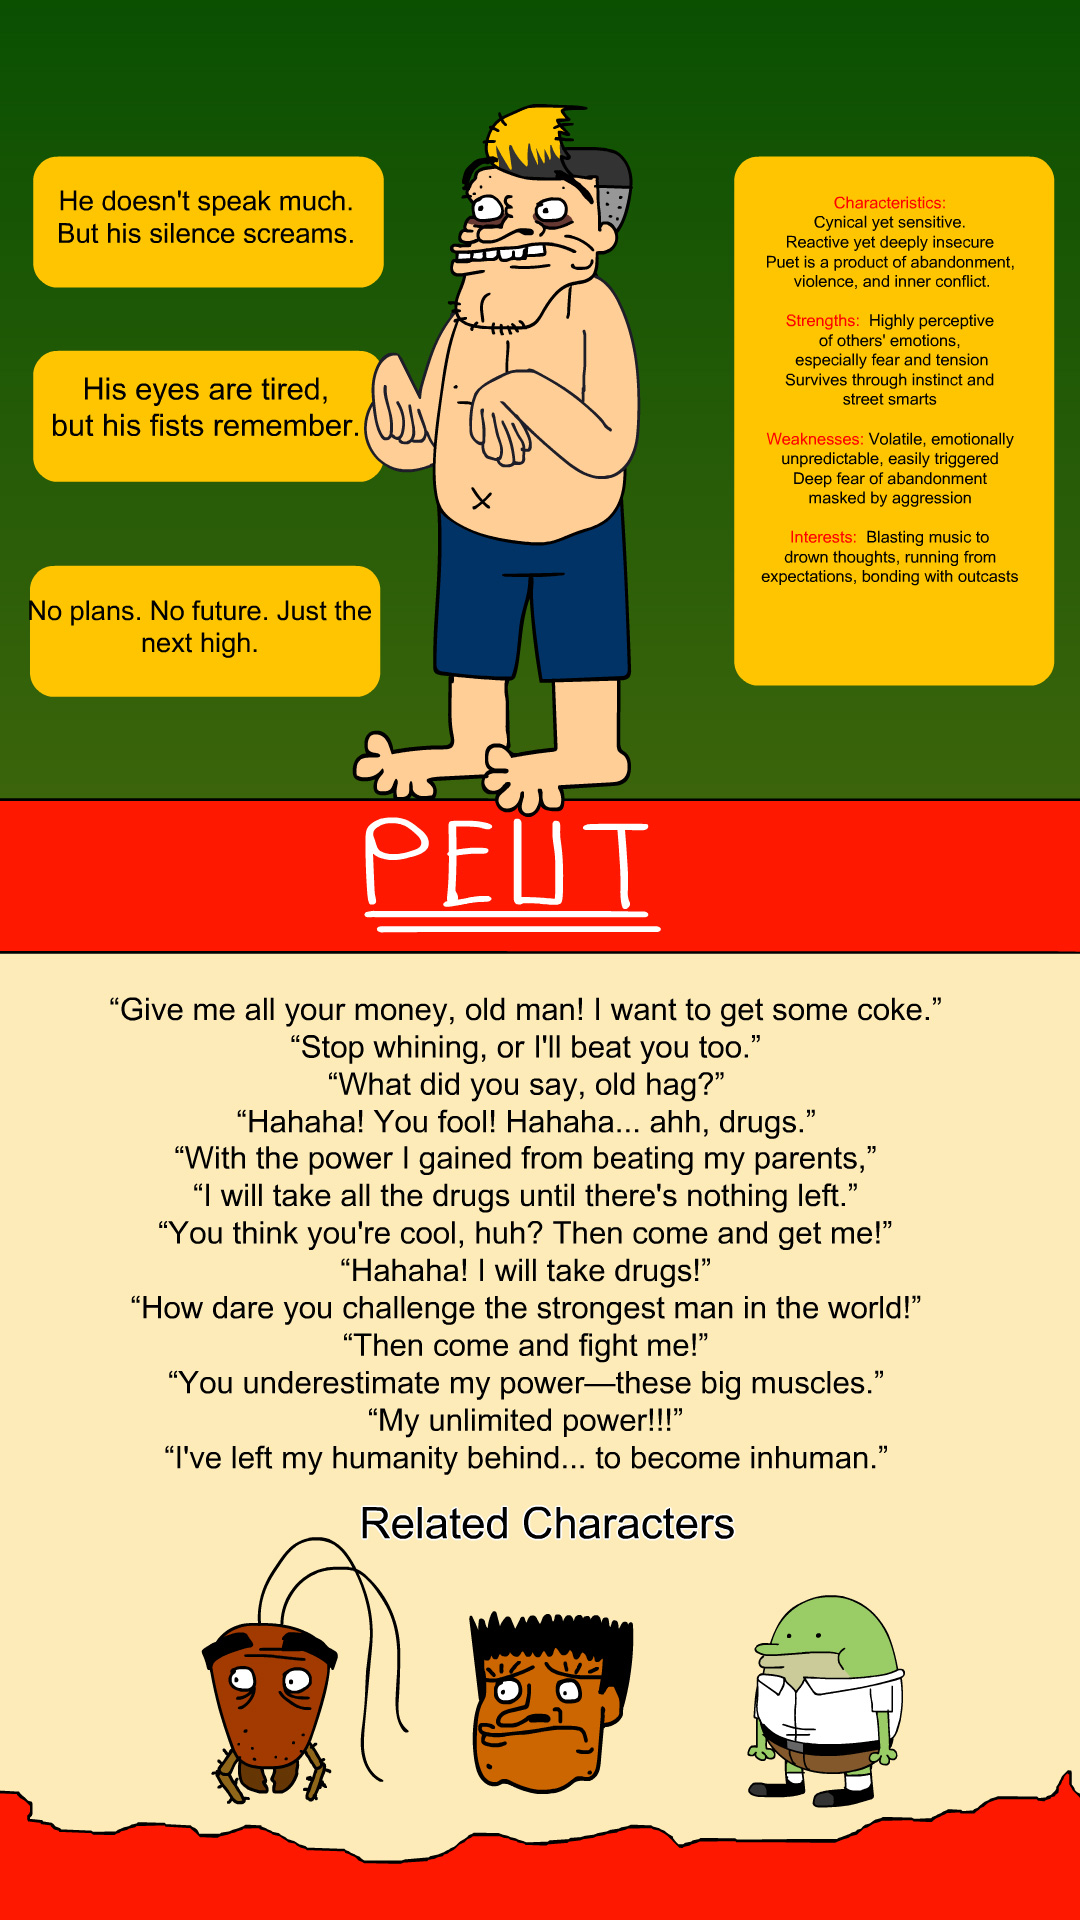 He doesn't speak much.
But his silence screams.
His eyes are tired,
but his fists remember.
No plans. No future. Just the
next high.
Characteristics:
Cynical yet sensitive.
Reactive yet deeply insecure
Puet is a product of abandonment,
violence, and inner conflict.
Strengths: Highly perceptive
of others' emotions,
especially fear and tension
Survives through instinct and
street smarts
Weaknesses: Volatile, emotionally
unpredictable, easily triggered
Deep fear of abandonment
masked by aggression
Interests: Blasting music to
drown thoughts, running from
expectations, bonding with outcasts
PEUT
“Give me all your money, old man! I want to get some coke.”
“Stop whining, or I'll beat you too.”
“What did you say, old hag?”
“Hahaha! You fool! Hahaha... ahh, drugs.”
“With the power I gained from beating my parents,”
“I will take all the drugs until there's nothing left.”
“You think you're cool, huh? Then come and get me!”
“Hahaha! I will take drugs!”
“How dare you challenge the strongest man in the world!”
“Then come and fight me!”
“You underestimate my power—these big muscles.”
“My unlimited power!!!”
“I've left my humanity behind... to become inhuman.”
Related Characters